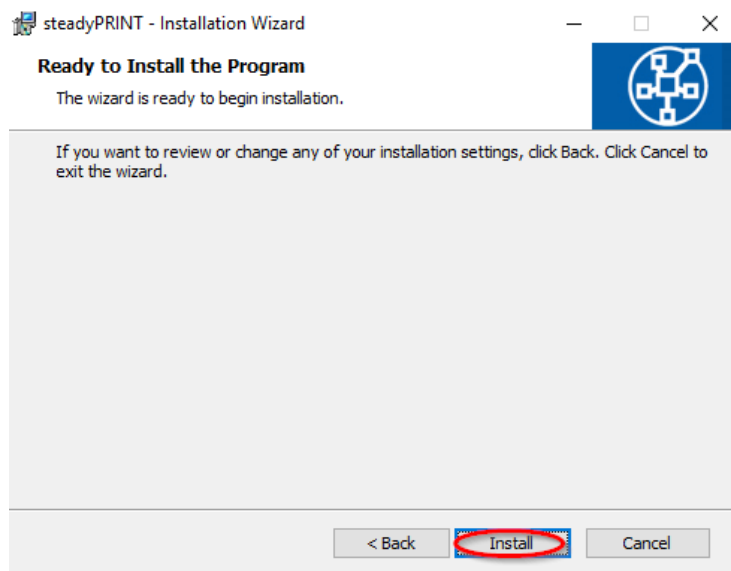 steadyPRINT - Installation Wizard
Ready to Install the Program
The wizard is ready to begin installation.
If you want to review or change any of your installation settings, click Back. Click Cancel to
exit the wizard.
< Back
Install
Cancel